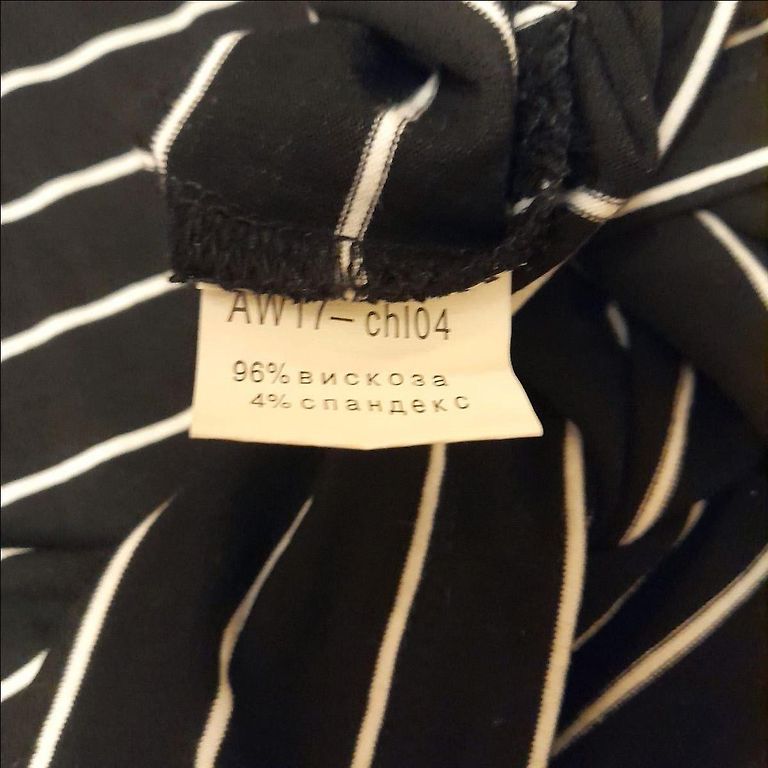 AW17-chl04
96% вискоза
4% спандекс